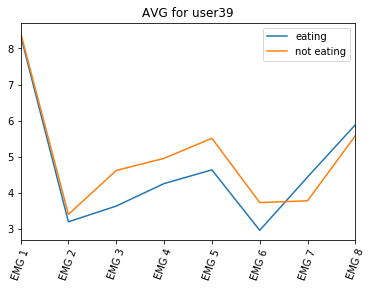 AVG for user39
eating
not eating
8
7
6
5
4
3
EMG 1
EMG 2
EMG 3
EMG 4
EMG 5
EMG 6
EMG 7
EMG 8